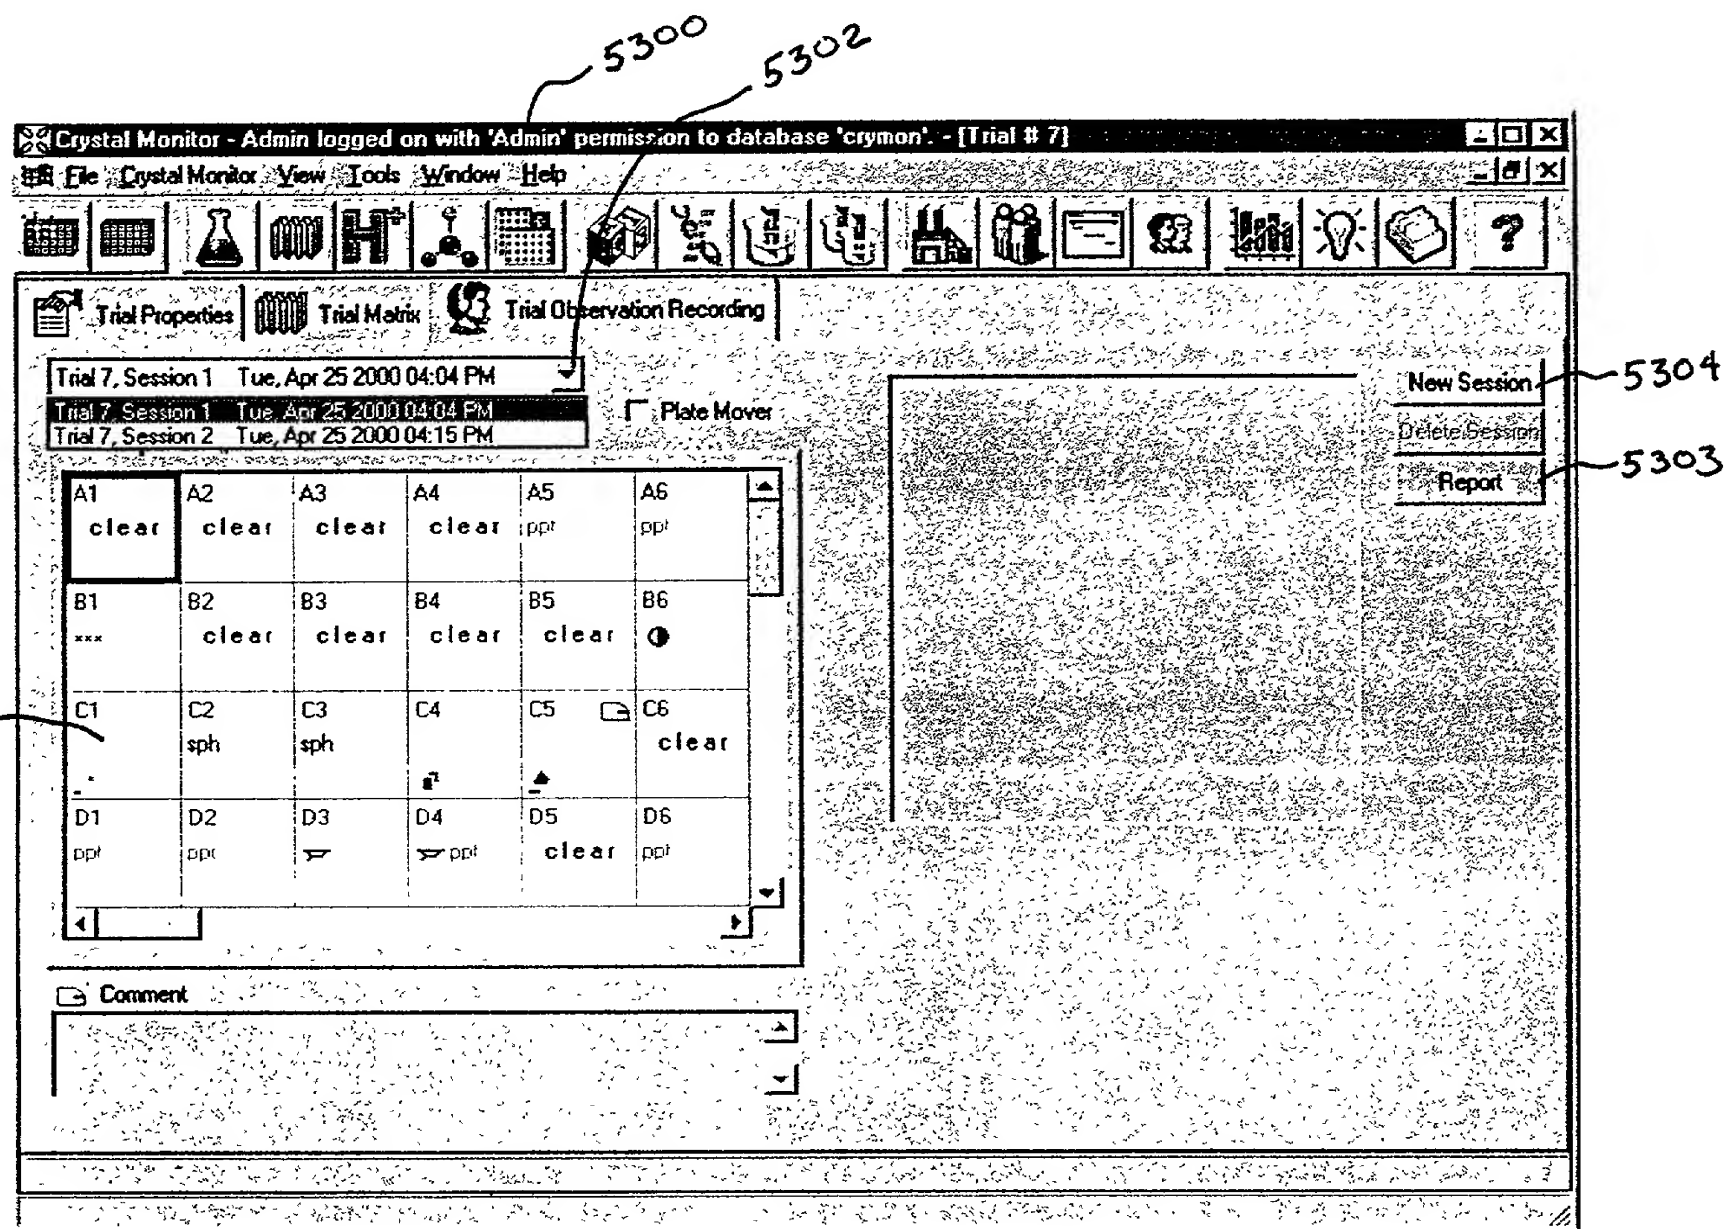 5300
5302
Crystal Monitor - Admin logged on with 'Admin' permission to database 'crymon'. - [Trial # 7]
File Crystal Monitor View Tools Window Help
Trial Properties Trial Matrix Trial Observation Recording
Trial 7, Session 1 Tue, Apr 25 2000 04:04 PM
Trial 7, Session 1 Tue, Apr 25 2000 04:04 PM
Trial 7, Session 2 Tue, Apr 25 2000 04:15 PM
Plate Mover
New Session 5304
Delete Session
Report 5303
A1 A2 A3 A4 A5 A6
clear clear clear clear ppt ppt
B1 B2 B3 B4 B5 B6
xxx clear clear clear clear
C1 C2 C3 C4 C5 C6
sph sph clear
D1 D2 D3 D4 D5 D6
ppt ppt ppt clear ppt
Comment